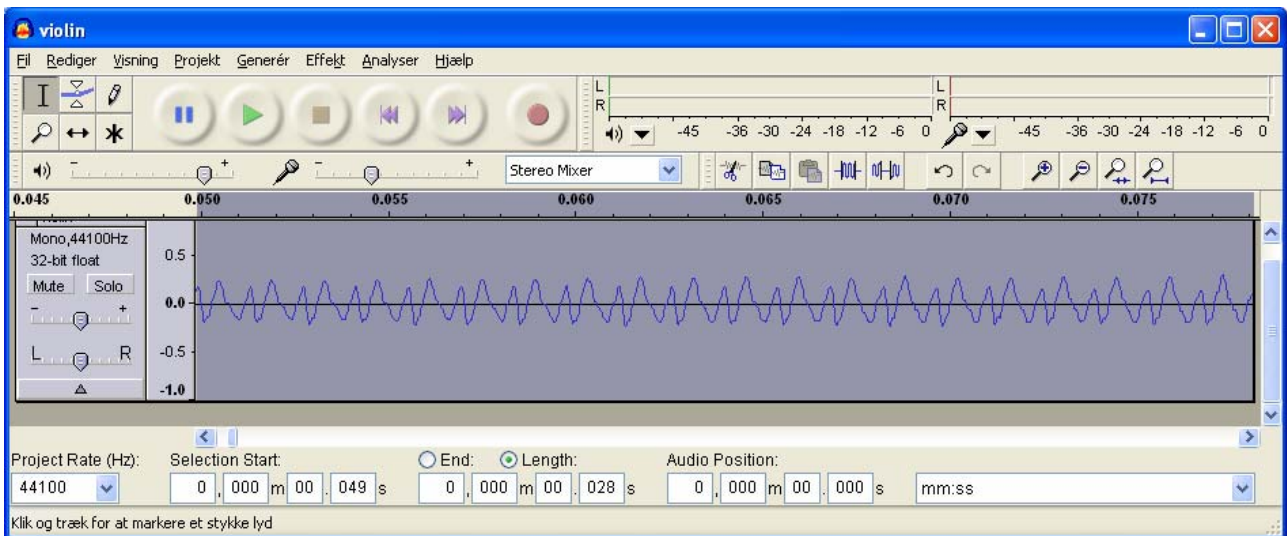 violin
Fil Rediger Visning Projekt Generér Effekt Analyser Hjælp
L
R
-45 -36 -30 -24 -18 -12 -6 0
L
R
-45 -36 -30 -24 -18 -12 -6 0
- + - + Stereo Mixer
0.045 0.050 0.055 0.060 0.065 0.070 0.075
Mono,44100Hz
32-bit float
Mute Solo
- +
L R
0.5
0.0
-0.5
-1.0
Project Rate (Hz): Selection Start: End: Length: Audio Position:
44100 0 , 000 m 00 . 049 s 0 , 000 m 00 . 028 s 0 , 000 m 00 . 000 s mm:ss
Klik og træk for at markere et stykke lyd